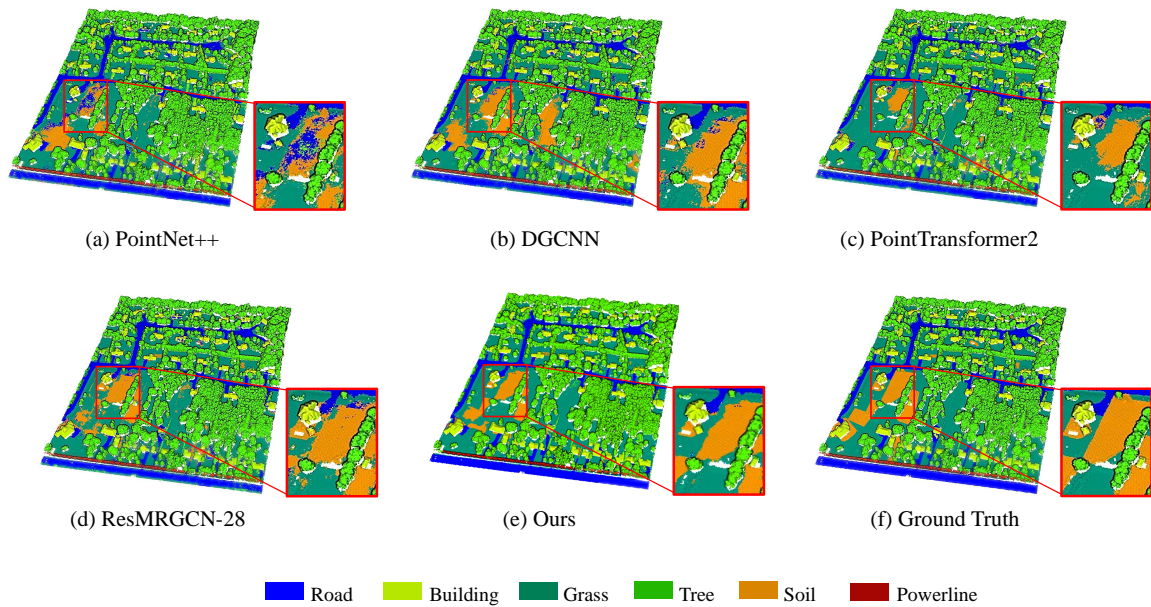 (a) PointNet++
(b) DGCNN
(c) PointTransformer2
(d) ResMRGCN-28
(e) Ours
(f) Ground Truth
Road Building Grass Tree Soil Powerline